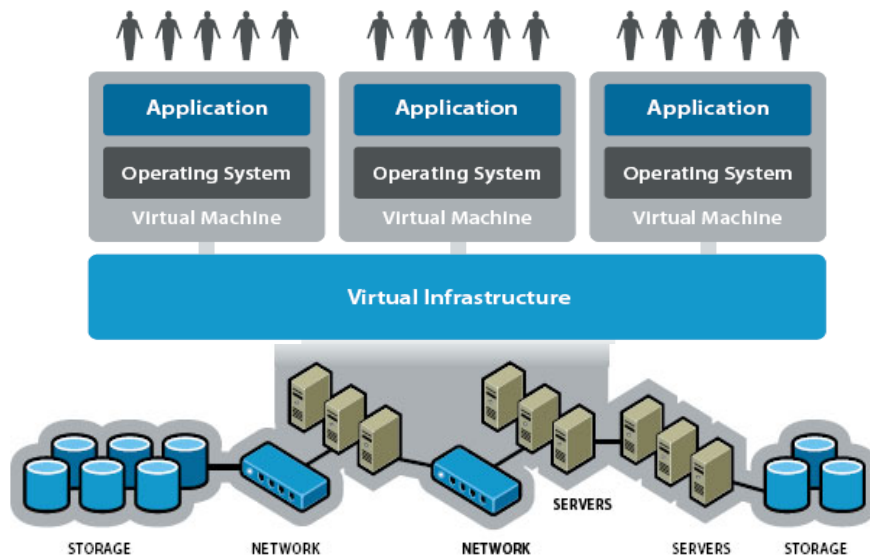 Application
Application
Application
Operating System
Operating System
Operating System
Virtual Machine
Virtual Machine
Virtual Machine
Virtual Infrastructure
SERVERS
STORAGE
NETWORK
NETWORK
SERVERS
STORAGE